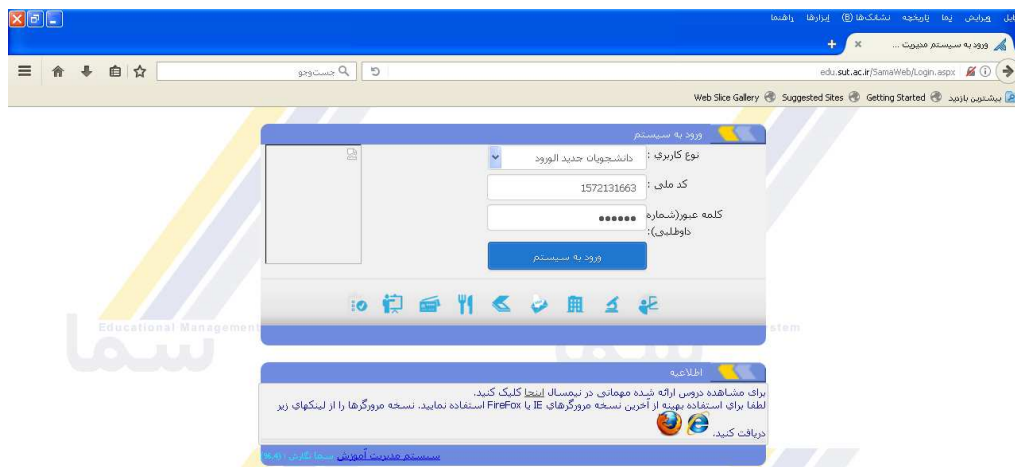 فایل ویرایش نما تاریخچه نشانک‌ها (B) ابزارها راهنما
ورود به سیستم مدیریت ...
edu.sut.ac.ir/SamaWeb/Login.aspx
جست‌وجو
بیشترین بازدید Getting Started Suggested Sites Web Slice Gallery
ورود به سیستم
نوع کاربری : دانشجویان جدید الورود
کد ملی : 1572131663
کلمه عبور(شماره
داوطلبی):
ورود به سیستم
Educational Management
stem
سما
اطلاعیه
برای مشاهده دروس ارائه شده مهمانی در نیمسال اینجا کلیک کنید.
لطفا برای استفاده بهینه از آخرین نسخه مرورگرهای IE یا FireFox استفاده نمایید. نسخه مرورگرها را از لینکهای زیر
دریافت کنید.
سیستم مدیریت آموزش سما نگارش